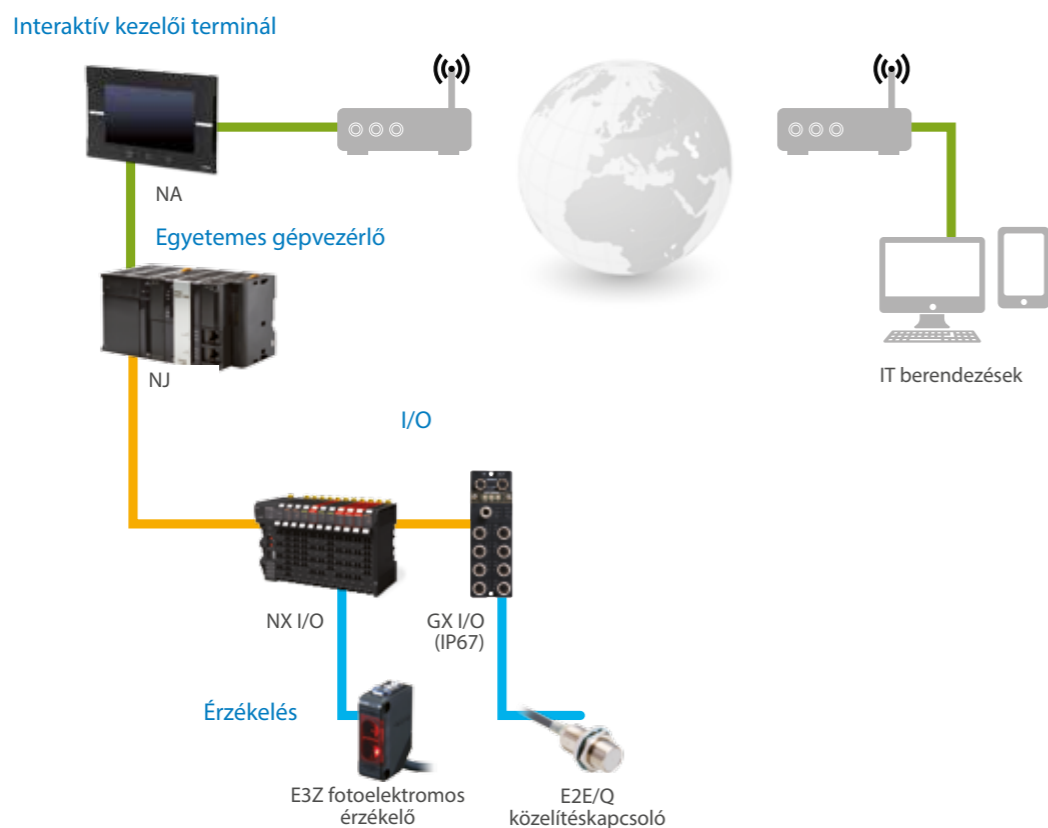 Interaktív kezelői terminál
NA
Egyetemes gépvezérlő
NJ
IT berendezések
I/O
NX I/O
GX I/O
(IP67)
Érzékelés
E3Z fotoelektromos
érzékelő
E2E/Q
közelítéskapcsoló